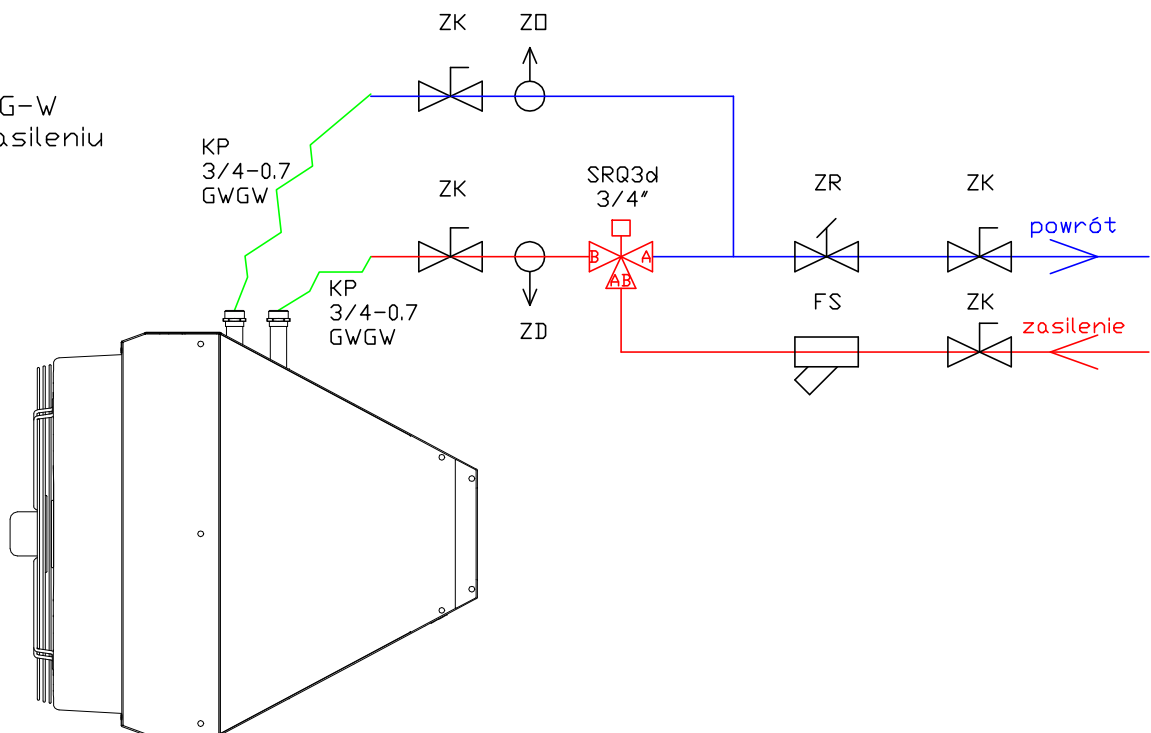 ZK ZO
G-W
asileniu
KP
3/4-0.7
GWGW
ZK
SRQ3d
3/4"
ZR
ZK
powrót
B A
AB
KP
3/4-0.7
GWGW
ZD
FS
ZK
zasilenie